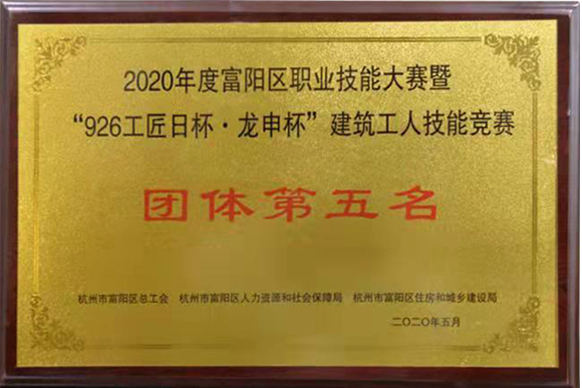 2020年度富阳区职业技能大赛暨
“926工匠日杯·龙申杯”建筑工人技能竞赛
团体第五名
杭州市富阳区总工会 杭州市富阳区人力资源和社会保障局 杭州市富阳区住房和城乡建设局
二〇二〇年五月